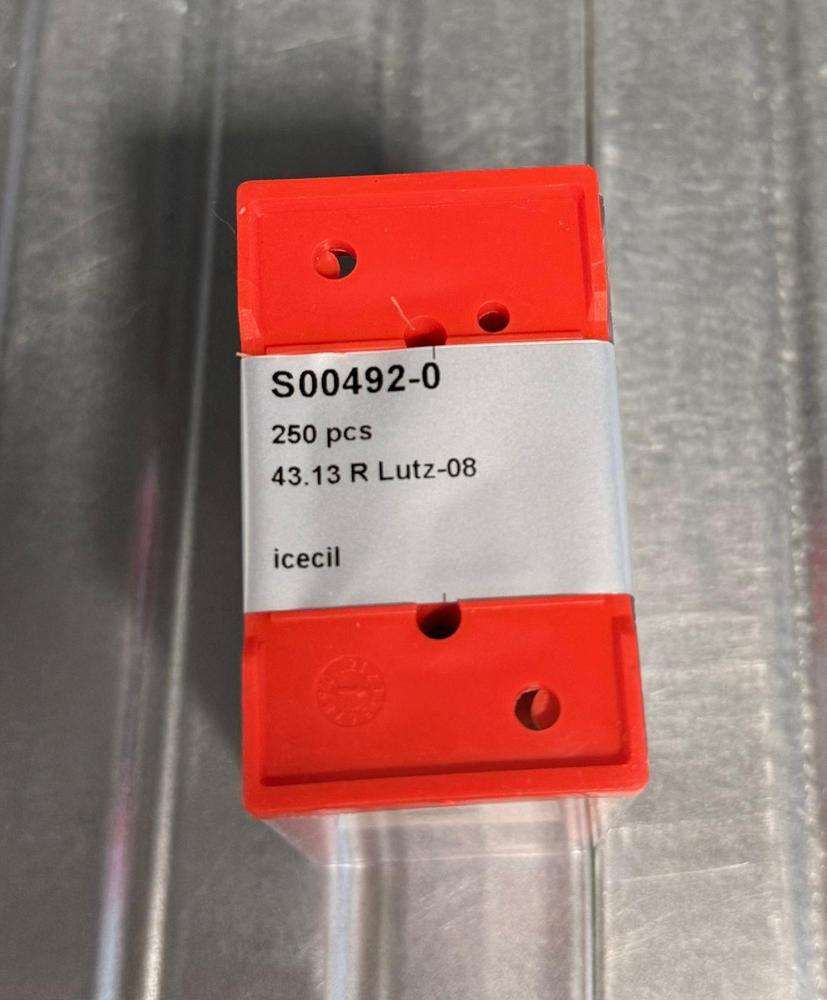 S00492-0
250 pcs
43.13 R Lutz-08
icecil